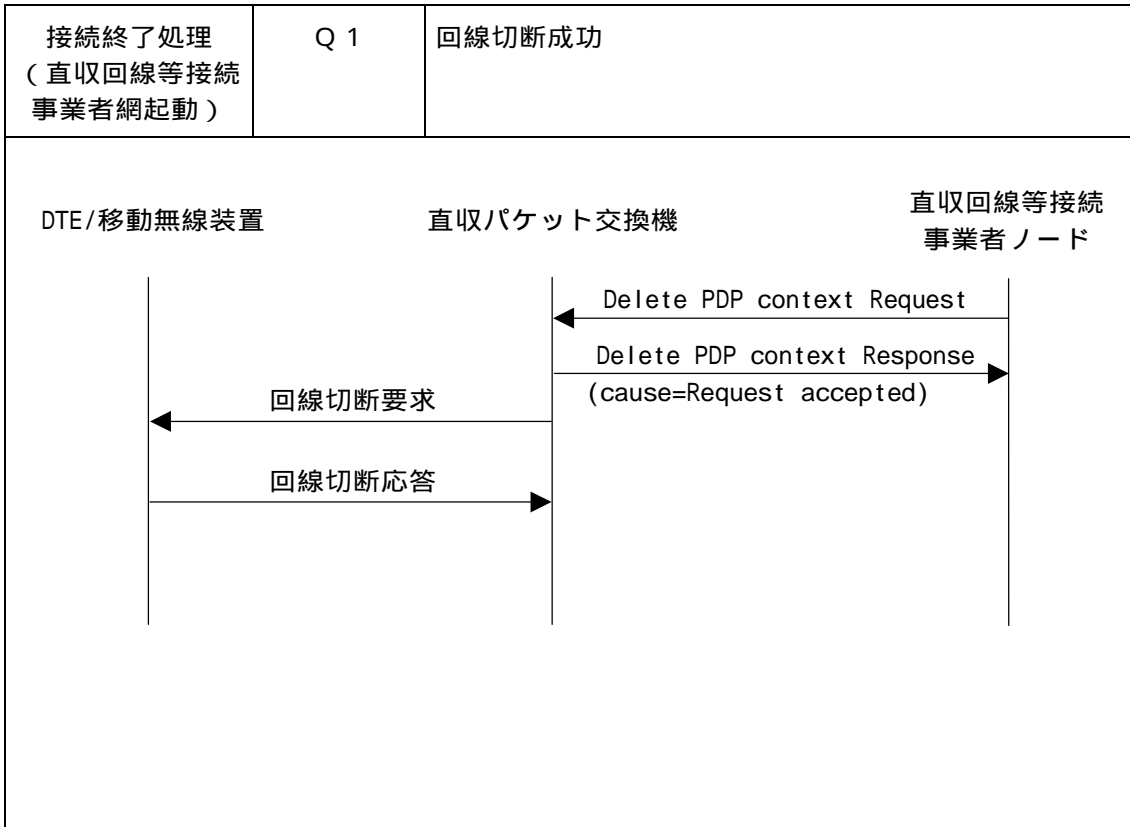 接続終了処理
(直収回線等接続
事業者網起動)
Q1
回線切断成功
DTE/移動無線装置
直収パケット交換機
直収回線等接続
事業者ノード
Delete PDP context Request
Delete PDP context Response
(cause=Request accepted)
回線切断要求
回線切断応答